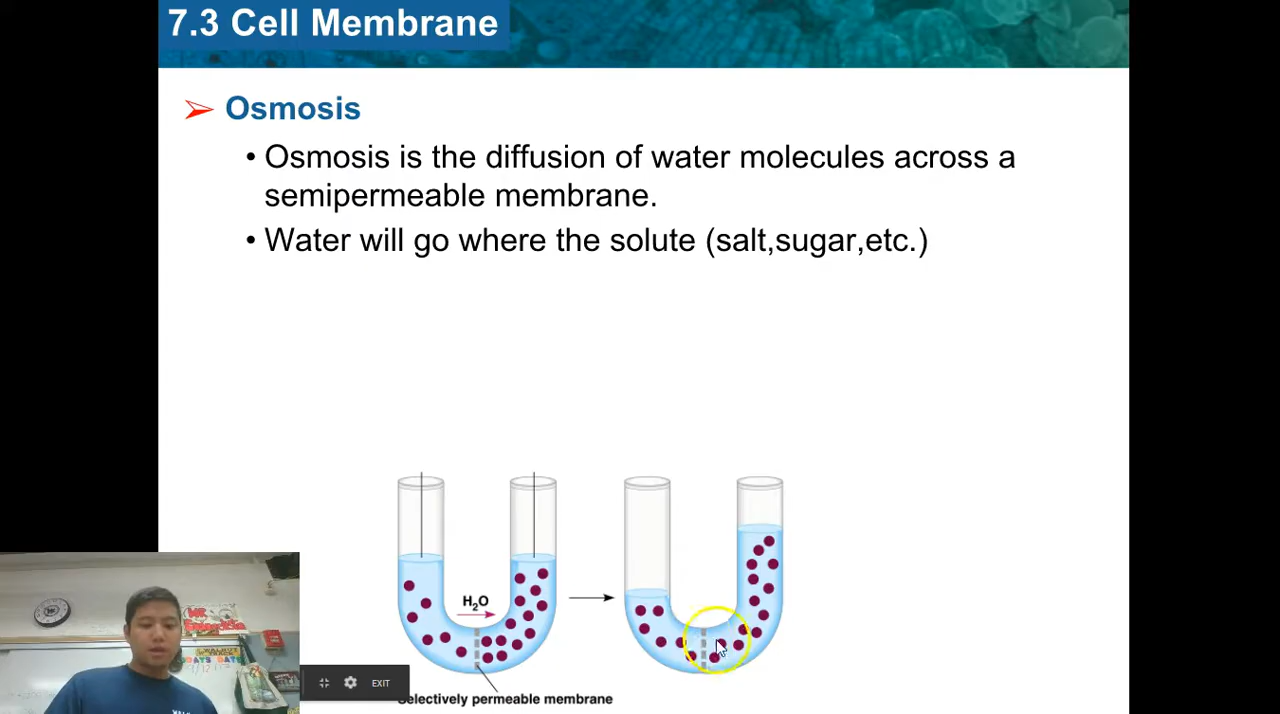 7.3 Cell Membrane
➢ Osmosis
• Osmosis is the diffusion of water molecules across a
semipermeable membrane.
• Water will go where the solute (salt,sugar,etc.)
H₂O
Selectively permeable membrane
EXIT